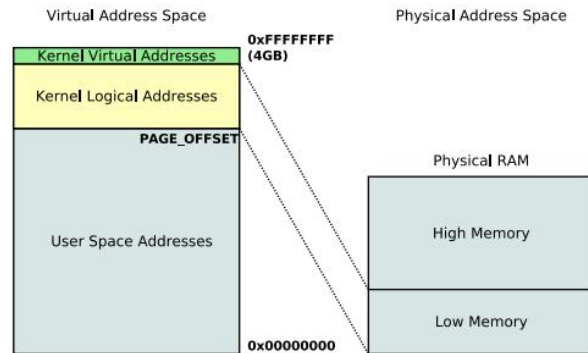 Virtual Address Space
Physical Address Space
0xFFFFFFFF
(4GB)
Kernel Virtual Addresses
Kernel Logical Addresses
PAGE_OFFSET
Physical RAM
High Memory
User Space Addresses
Low Memory
0x00000000